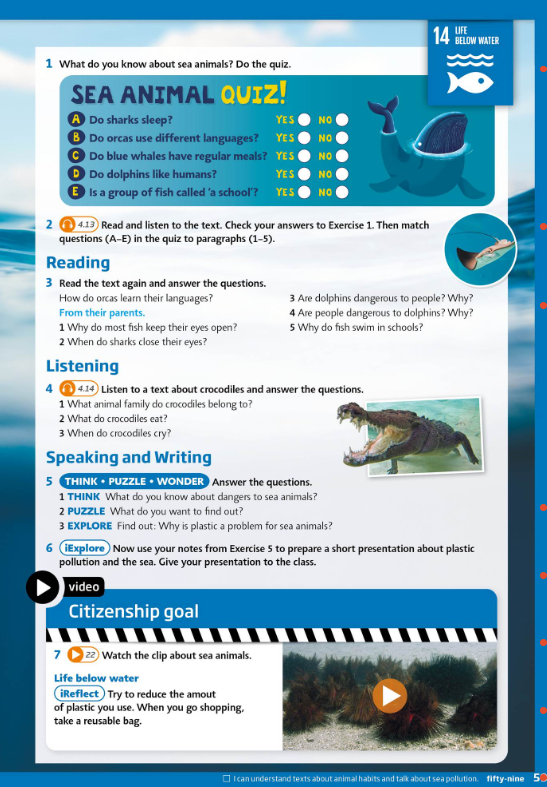 14 LIFE
BELOW WATER
1 What do you know about sea animals? Do the quiz.
SEA ANIMAL QUIZ!
A Do sharks sleep? YES NO
B Do orcas use different languages? YES NO
C Do blue whales have regular meals? YES NO
D Do dolphins like humans? YES NO
E Is a group of fish called ‘a school’? YES NO
2 4.13 Read and listen to the text. Check your answers to Exercise 1. Then match
questions (A–E) in the quiz to paragraphs (1–5).
Reading
3 Read the text again and answer the questions.
How do orcas learn their languages?
From their parents.
1 Why do most fish keep their eyes open?
2 When do sharks close their eyes?
3 Are dolphins dangerous to people? Why?
4 Are people dangerous to dolphins? Why?
5 Why do fish swim in schools?
Listening
4 4.14 Listen to a text about crocodiles and answer the questions.
1 What animal family do crocodiles belong to?
2 What do crocodiles eat?
3 When do crocodiles cry?
Speaking and Writing
5 THINK • PUZZLE • WONDER Answer the questions.
1 THINK What do you know about dangers to sea animals?
2 PUZZLE What do you want to find out?
3 EXPLORE Find out: Why is plastic a problem for sea animals?
6 iExplore Now use your notes from Exercise 5 to prepare a short presentation about plastic
pollution and the sea. Give your presentation to the class.
video
Citizenship goal
7 22 Watch the clip about sea animals.
Life below water
iReflect Try to reduce the amout
of plastic you use. When you go shopping,
take a reusable bag.
I can understand texts about animal habits and talk about sea pollution. fifty-nine 5